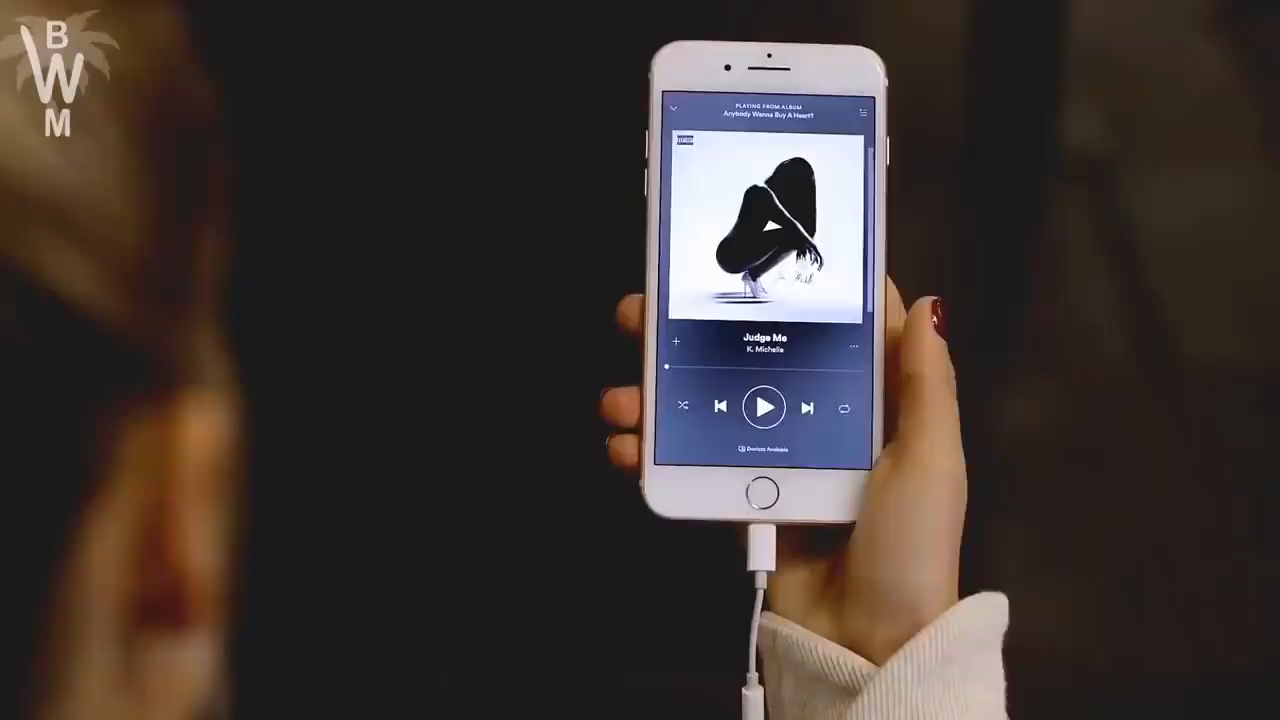 B
W
M
PLAYING FROM ALBUM
Anybody Wanna Buy A Heart?
Judge Me
K. Michelle
Devices Available